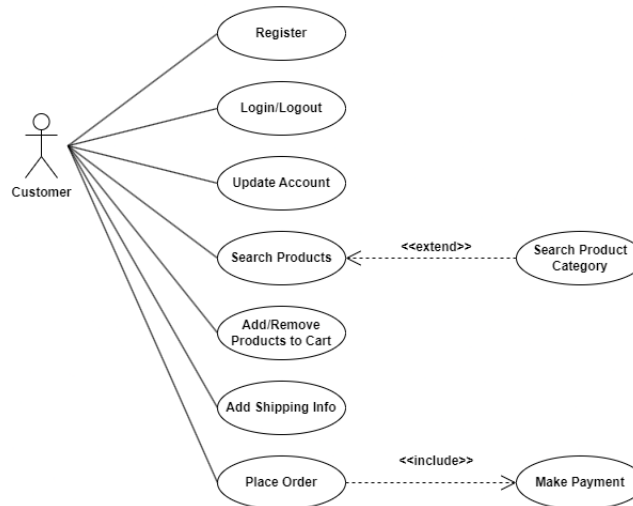 Register
Login/Logout
Customer
Update Account
Search Products
<<extend>>
Search Product
Category
Add/Remove
Products to Cart
Add Shipping Info
Place Order
<<include>>
Make Payment